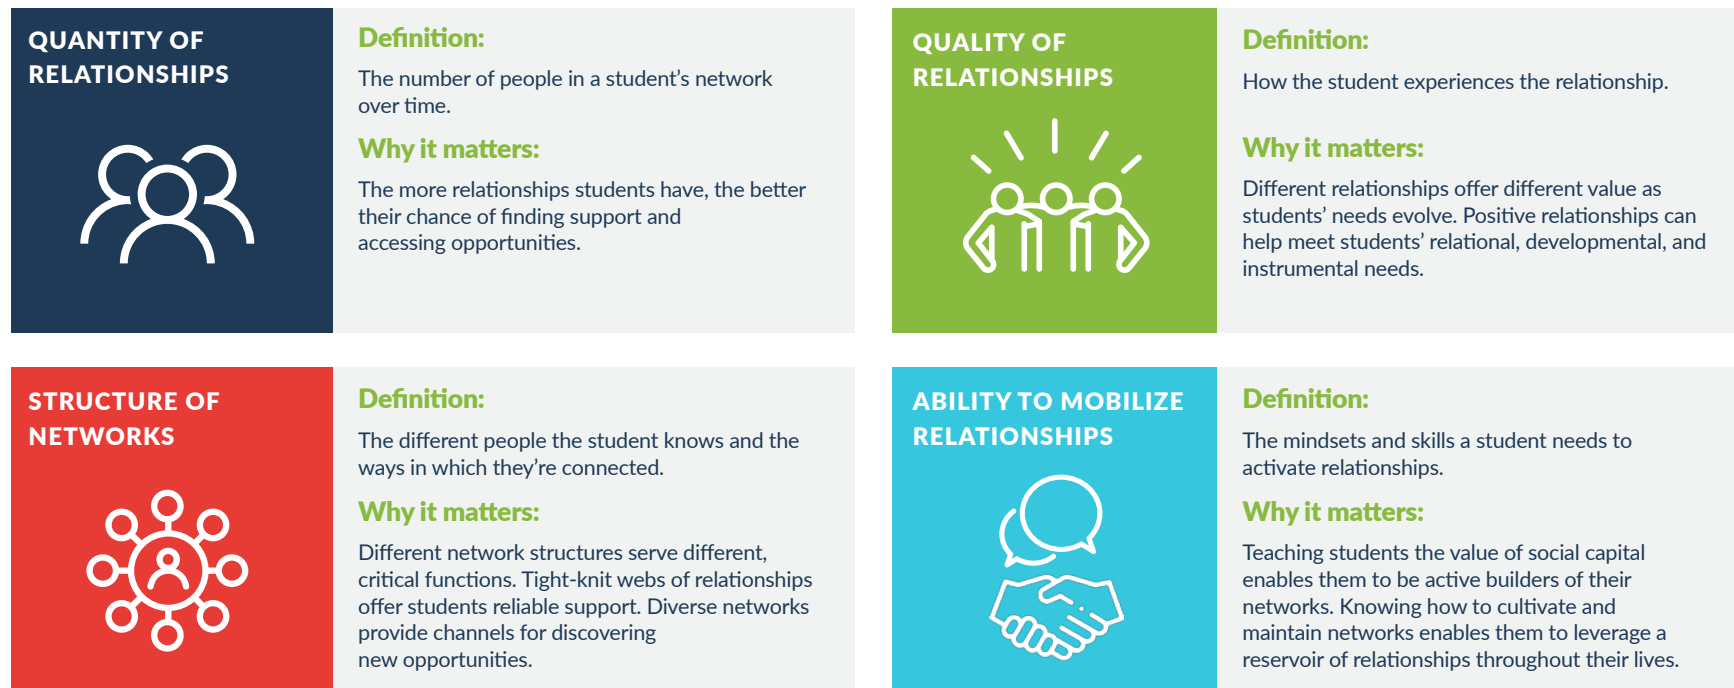 QUANTITY OF
RELATIONSHIPS
Definition:
The number of people in a student's network
over time.
Why it matters:
The more relationships students have, the better
their chance of finding support and
accessing opportunities.
QUALITY OF
RELATIONSHIPS
Definition:
How the student experiences the relationship.
Why it matters:
Different relationships offer different value as
students' needs evolve. Positive relationships can
help meet students' relational, developmental, and
instrumental needs.
STRUCTURE OF
NETWORKS
Definition:
The different people the student knows and the
ways in which they're connected.
Why it matters:
Different network structures serve different,
critical functions. Tight-knit webs of relationships
offer students reliable support. Diverse networks
provide channels for discovering
new opportunities.
ABILITY TO MOBILIZE
RELATIONSHIPS
Definition:
The mindsets and skills a student needs to
activate relationships.
Why it matters:
Teaching students the value of social capital
enables them to be active builders of their
networks. Knowing how to cultivate and
maintain networks enables them to leverage a
reservoir of relationships throughout their lives.